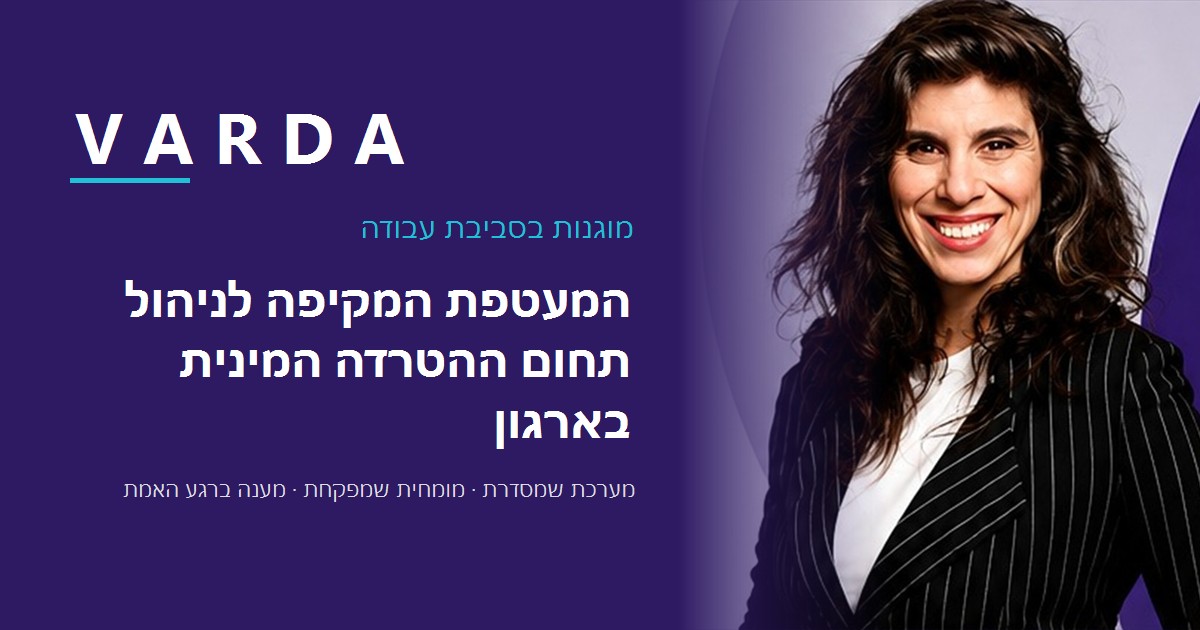 VARDA
מוגנות בסביבת עבודה
המעטפת המקיפה לניהול
תחום ההטרדה המינית
בארגון
מערכת שמסדרת · מומחית שמפקחת · מענה ברגע האמת